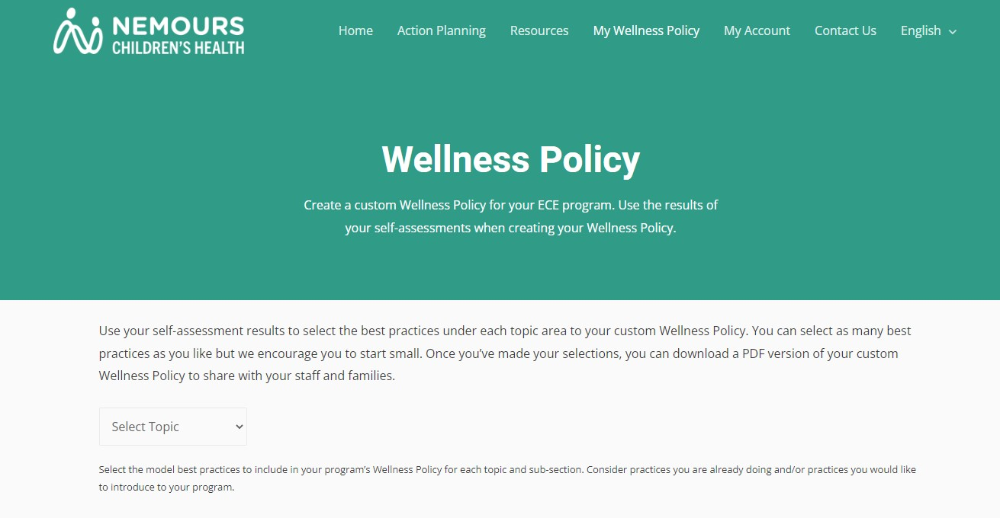 NEMOURS
CHILDREN'S HEALTH
Home Action Planning Resources My Wellness Policy My Account Contact Us English
Wellness Policy
Create a custom Wellness Policy for your ECE program. Use the results of
your self-assessments when creating your Wellness Policy.
Use your self-assessment results to select the best practices under each topic area to your custom Wellness Policy. You can select as many best
practices as you like but we encourage you to start small. Once you’ve made your selections, you can download a PDF version of your custom
Wellness Policy to share with your staff and families.
Select Topic
Select the model best practices to include in your program’s Wellness Policy for each topic and sub-section. Consider practices you are already doing and/or practices you would like
to introduce to your program.